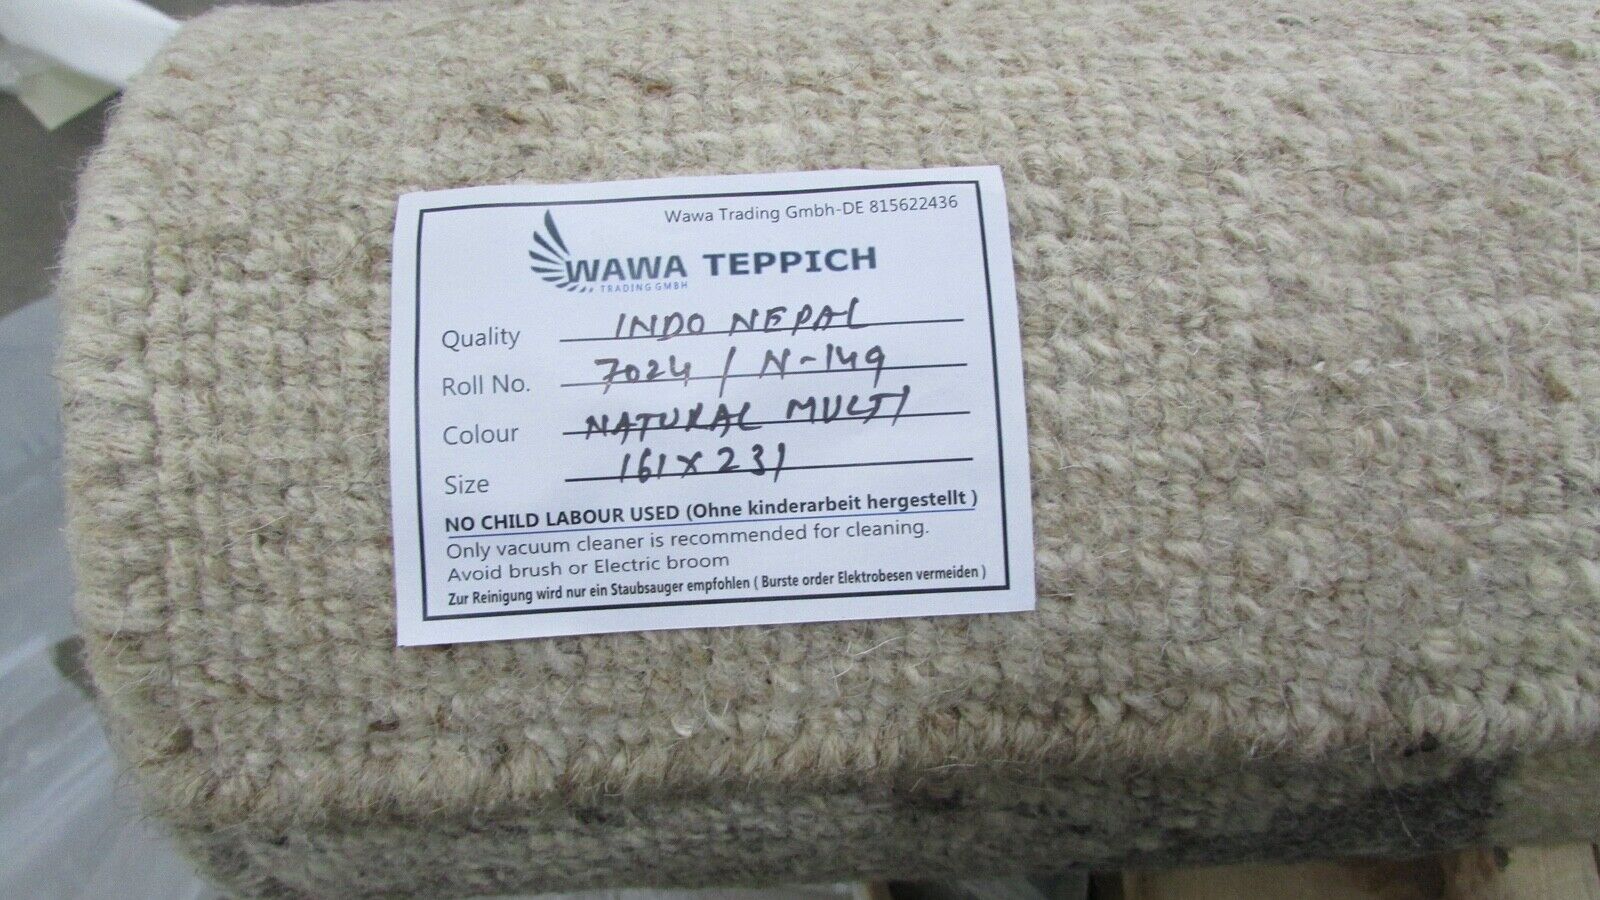 Wawa Trading Gmbh-DE 815622436
WAWA TEPPICH
TRADING GMBH
Quality INDO NEPAL
Roll No. 7024 / N-149
Colour NATURAL MULTI
Size 161 x 231
NO CHILD LABOUR USED (Ohne kinderarbeit hergestellt )
Only vacuum cleaner is recommended for cleaning.
Avoid brush or Electric broom
Zur Reinigung wird nur ein Staubsauger empfohlen ( Burste order Elektrobesen vermeiden )